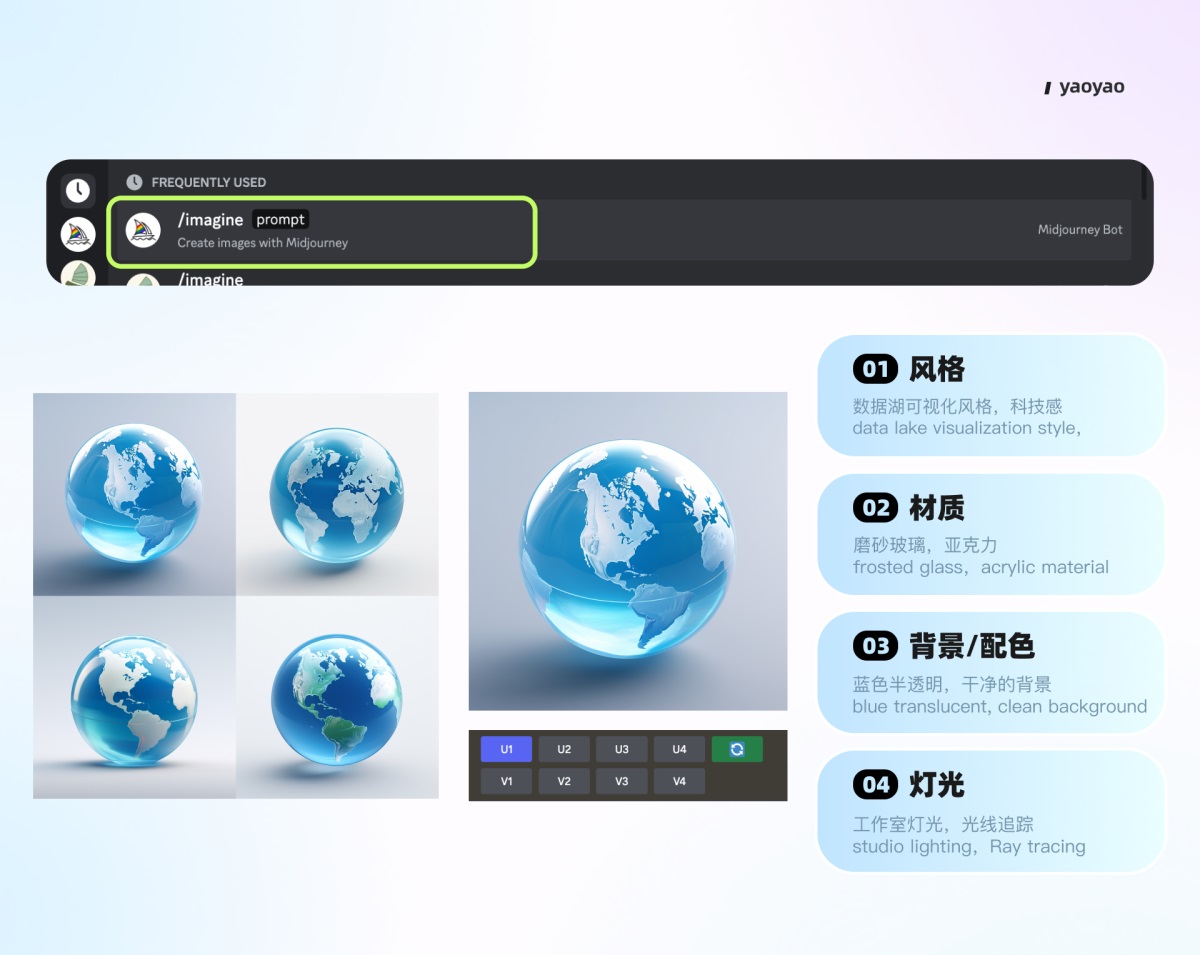 yaoyao
FREQUENTLY USED
/imagine prompt
Create images with Midjourney
Midjourney Bot
/imagine
01 风格
数据湖可视化风格，科技感
data lake visualization style,
02 材质
磨砂玻璃，亚克力
frosted glass，acrylic material
03 背景/配色
蓝色半透明，干净的背景
blue translucent, clean background
04 灯光
工作室灯光，光线追踪
studio lighting，Ray tracing
U1 U2 U3 U4
V1 V2 V3 V4